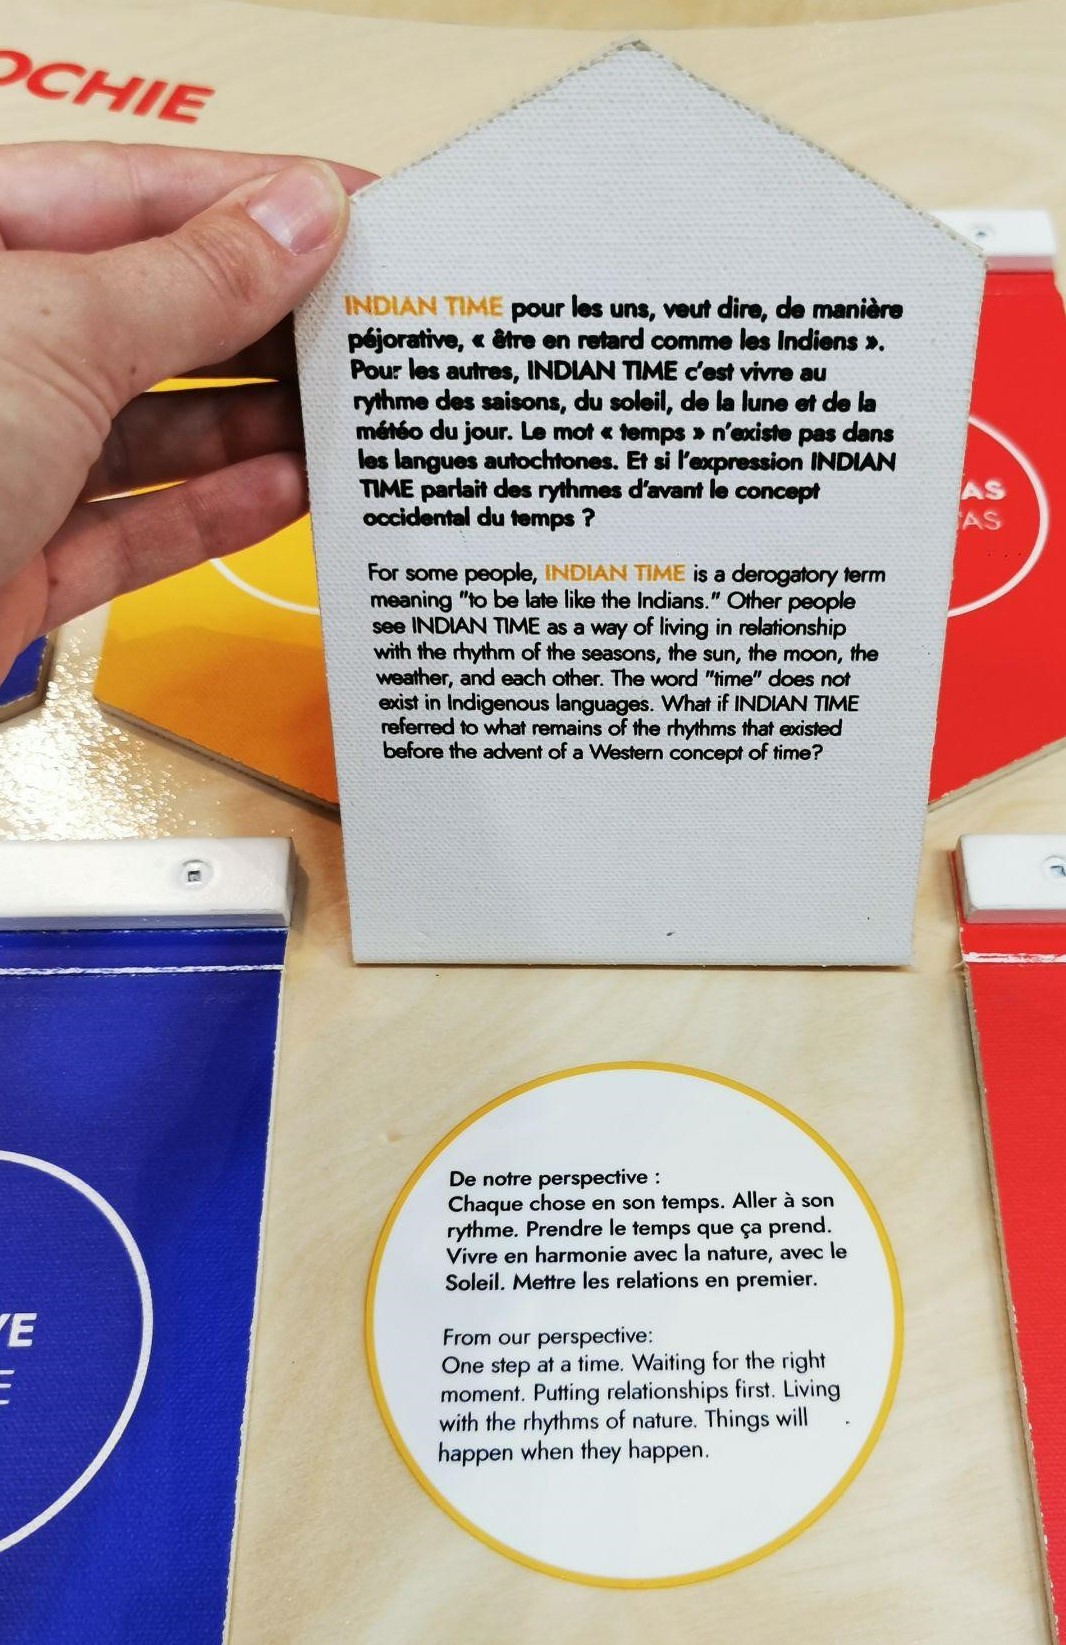 OCHIE
INDIAN TIME pour les uns, veut dire, de manière
péjorative, « être en retard comme les Indiens ».
Pour les autres, INDIAN TIME c'est vivre au
rythme des saisons, du soleil, de la lune et de la
météo du jour. Le mot « temps » n'existe pas dans
les langues autochtones. Et si l'expression INDIAN
TIME parlait des rythmes d'avant le concept
occidental du temps ?
For some people, INDIAN TIME is a derogatory term
meaning "to be late like the Indians." Other people
see INDIAN TIME as a way of living in relationship
with the rhythm of the seasons, the sun, the moon, the
weather, and each other. The word "time" does not
exist in Indigenous languages. What if INDIAN TIME
referred to what remains of the rhythms that existed
before the advent of a Western concept of time?
AS
AS
De notre perspective :
Chaque chose en son temps. Aller à son
rythme. Prendre le temps que ça prend.
Vivre en harmonie avec la nature, avec le
Soleil. Mettre les relations en premier.
From our perspective:
One step at a time. Waiting for the right
moment. Putting relationships first. Living
with the rhythms of nature. Things will
happen when they happen.
VE
E